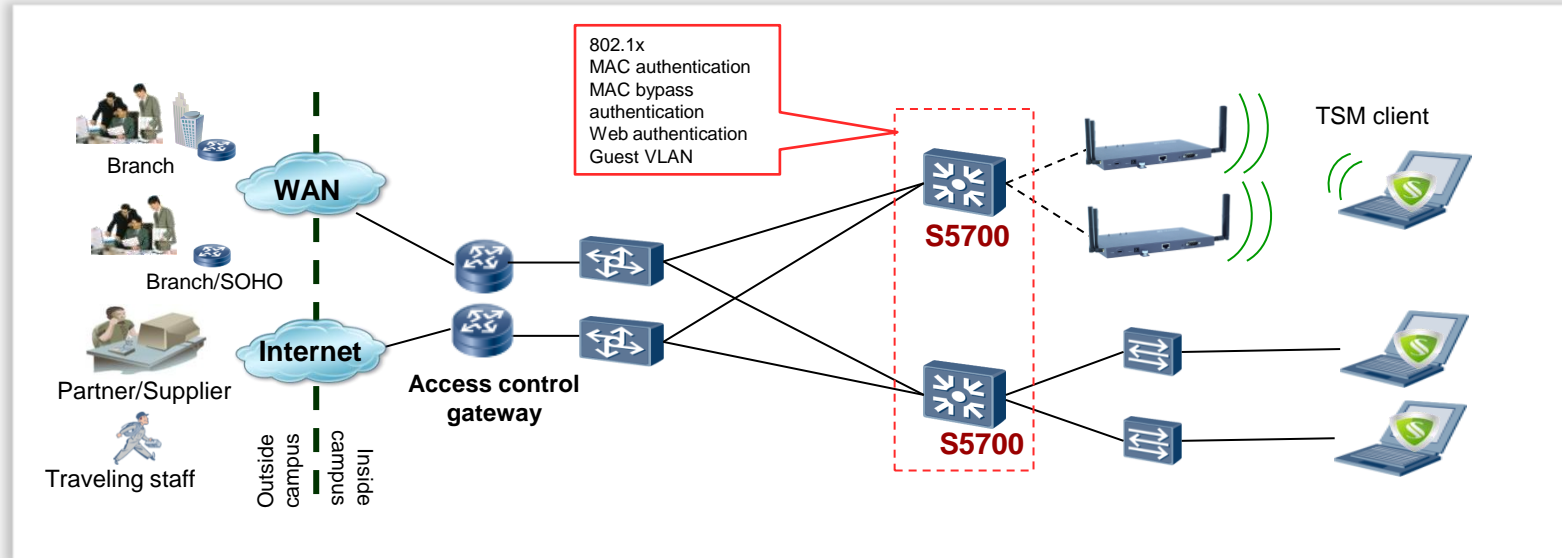 802.1x
MAC authentication
MAC bypass
authentication
Web authentication
Guest VLAN
TSM client
Branch
WAN
S5700
Branch/SOHO
Internet
Partner/Supplier
Access control
gateway
S5700
Traveling staff
Outside
campus
Inside
campus